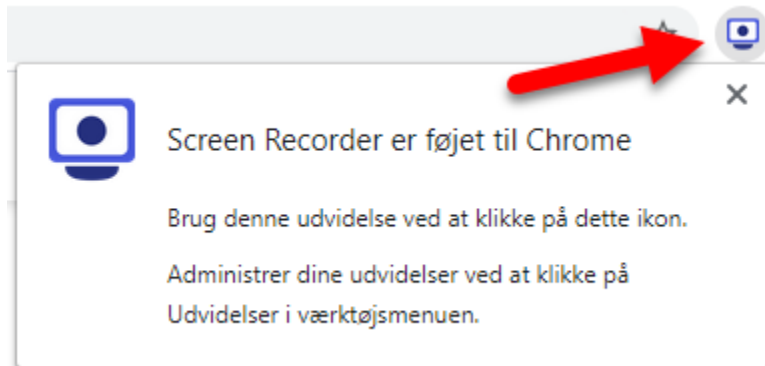 Screen Recorder er føjet til Chrome
Brug denne udvidelse ved at klikke på dette ikon.
Administrer dine udvidelser ved at klikke på
Udvidelser i værktøjsmenuen.